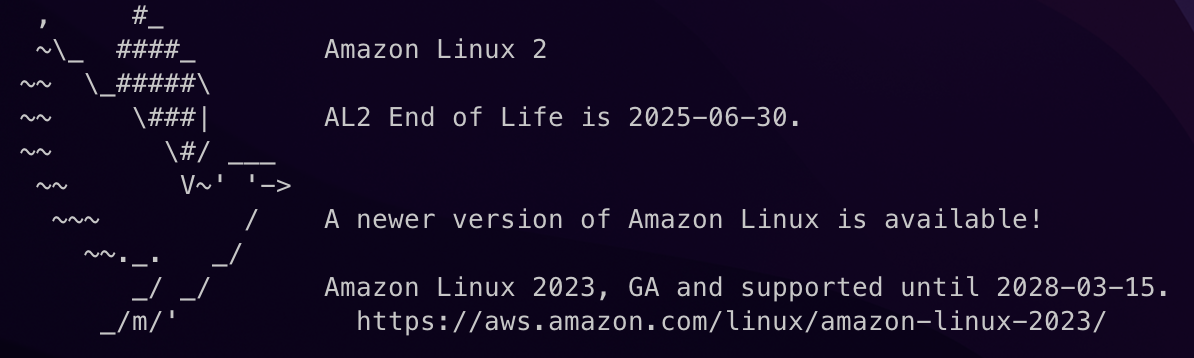 ,     #_
   ~\_  ####_        Amazon Linux 2
  ~~  \_#####\
  ~~     \###|       AL2 End of Life is 2025-06-30.
  ~~       \#/ ___
   ~~       V~' '->
    ~~~         /    A newer version of Amazon Linux is available!
      ~~._.   _/
         _/ _/       Amazon Linux 2023, GA and supported until 2028-03-15.
       _/m/'           https://aws.amazon.com/linux/amazon-linux-2023/